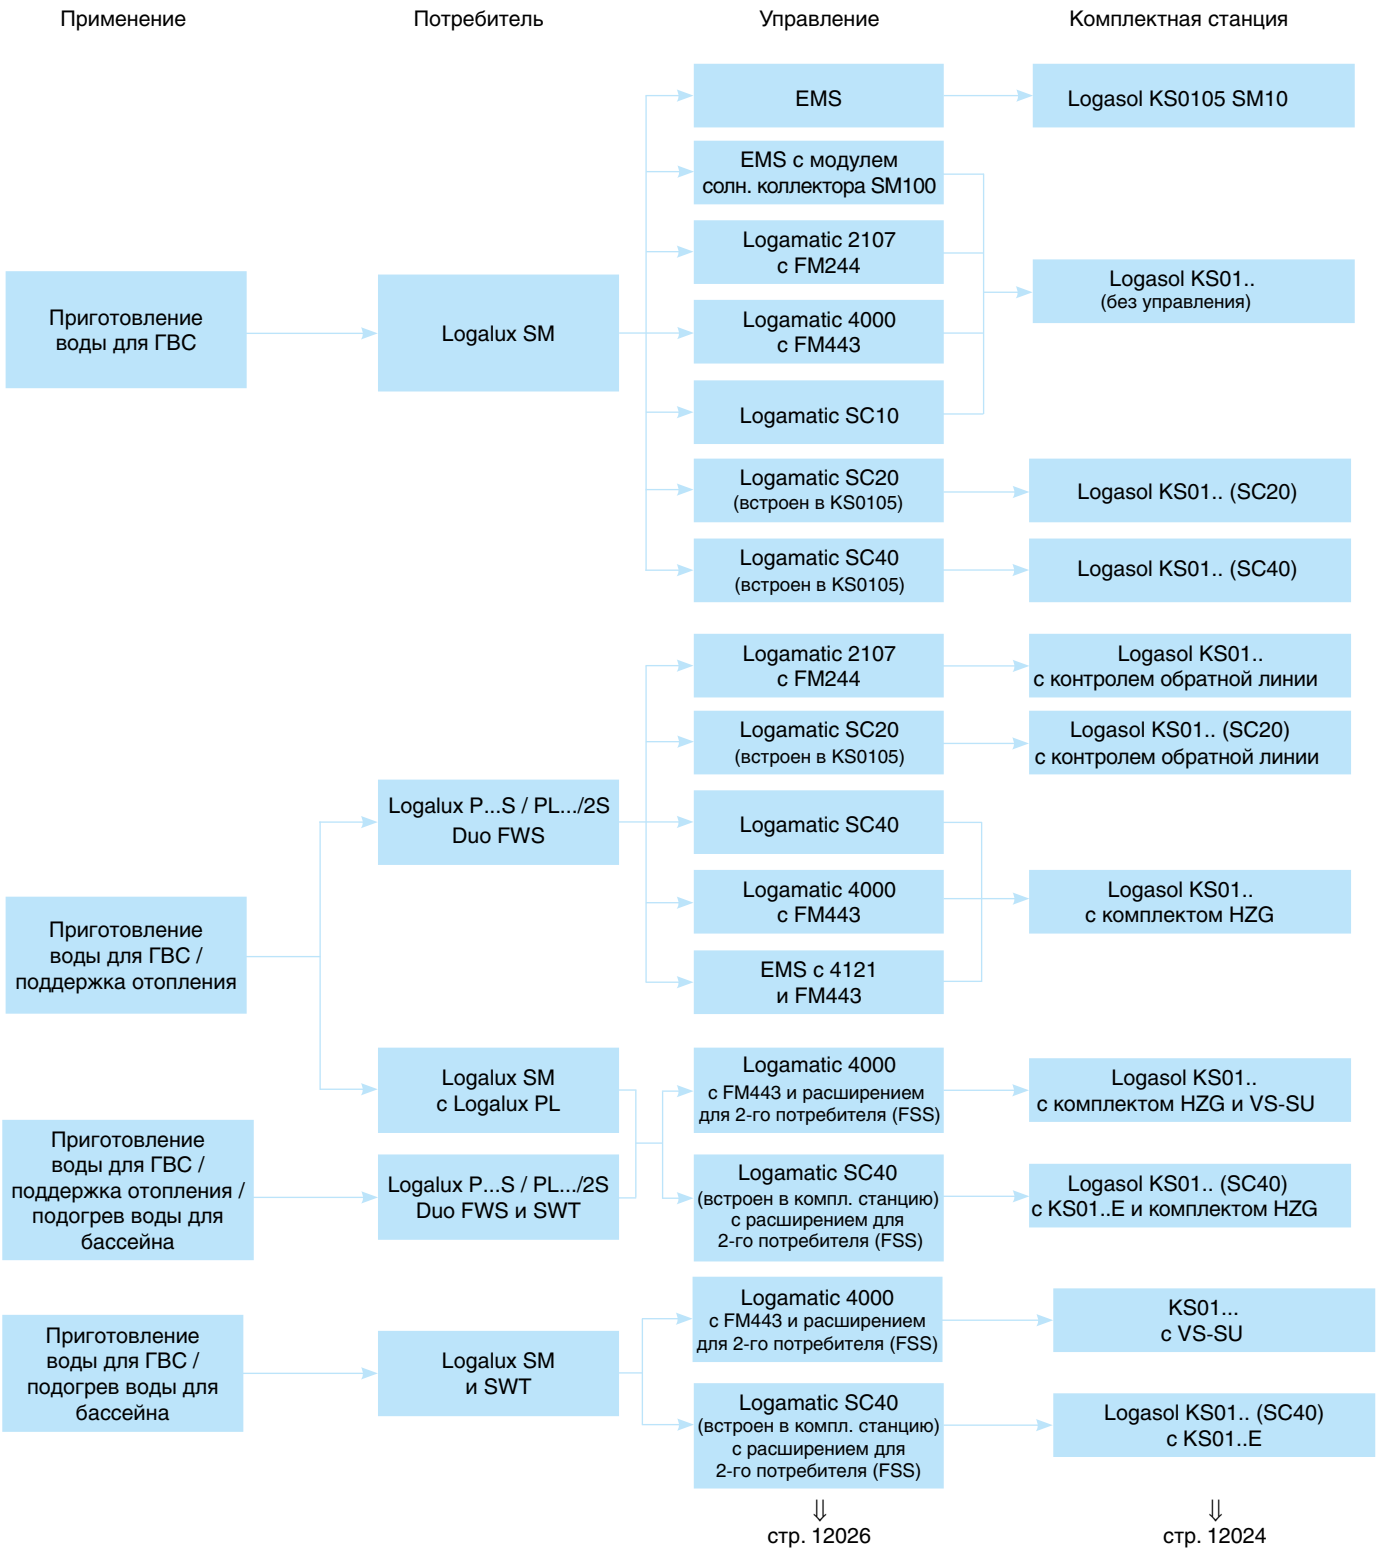 Применение
Потребитель
Управление
Комплектная станция
EMS
Logasol KS0105 SM10
EMS с модулем
солн. коллектора SM100
Logamatic 2107
с FM244
Logasol KS01..
(без управления)
Приготовление
воды для ГВС
Logalux SM
Logamatic 4000
с FM443
Logamatic SC10
Logamatic SC20
(встроен в KS0105)
Logasol KS01.. (SC20)
Logamatic SC40
(встроен в KS0105)
Logasol KS01.. (SC40)
Logamatic 2107
с FM244
Logasol KS01..
с контролем обратной линии
Logamatic SC20
(встроен в KS0105)
Logasol KS01.. (SC20)
с контролем обратной линии
Logalux P...S / PL.../2S
Duo FWS
Logamatic SC40
Logamatic 4000
с FM443
Logasol KS01..
с комплектом HZG
Приготовление
воды для ГВС /
поддержка отопления
EMS с 4121
и FM443
Logalux SM
с Logalux PL
Logamatic 4000
с FM443 и расширением
для 2-го потребителя (FSS)
Logasol KS01..
с комплектом HZG и VS-SU
Приготовление
воды для ГВС /
поддержка отопления /
подогрев воды для
бассейна
Logalux P...S / PL.../2S
Duo FWS и SWT
Logamatic SC40
(встроен в компл. станцию)
с расширением для
2-го потребителя (FSS)
Logasol KS01.. (SC40)
с KS01..E и комплектом HZG
Logamatic 4000
с FM443 и расширением
для 2-го потребителя (FSS)
KS01...
с VS-SU
Приготовление
воды для ГВС /
подогрев воды для
бассейна
Logalux SM
и SWT
Logamatic SC40
(встроен в компл. станцию)
с расширением для
2-го потребителя (FSS)
Logasol KS01.. (SC40)
с KS01..E
⇓
стр. 12026
⇓
стр. 12024